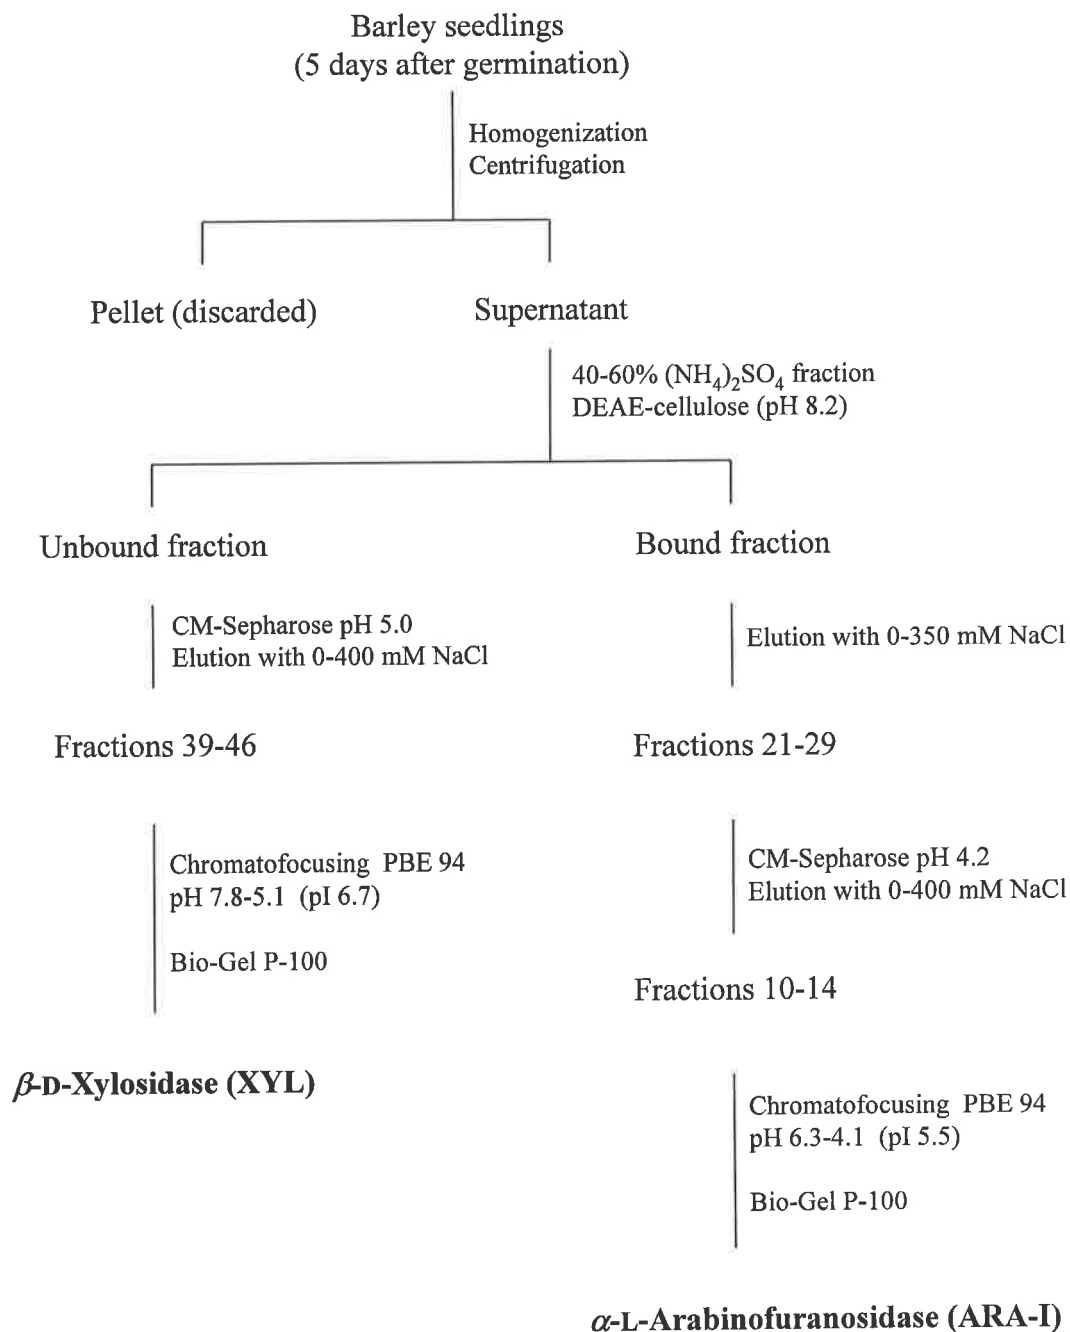 Barley seedlings
(5 days after germination)
Homogenization
Centrifugation
Pellet (discarded)
Supernatant
40-60% (NH₄)₂SO₄ fraction
DEAE-cellulose (pH 8.2)
Unbound fraction
Bound fraction
CM-Sepharose pH 5.0
Elution with 0-400 mM NaCl
Elution with 0-350 mM NaCl
Fractions 39-46
Fractions 21-29
Chromatofocusing PBE 94
pH 7.8-5.1 (pI 6.7)
Bio-Gel P-100
CM-Sepharose pH 4.2
Elution with 0-400 mM NaCl
Fractions 10-14
β-D-Xylosidase (XYL)
Chromatofocusing PBE 94
pH 6.3-4.1 (pI 5.5)
Bio-Gel P-100
α-L-Arabinofuranosidase (ARA-I)